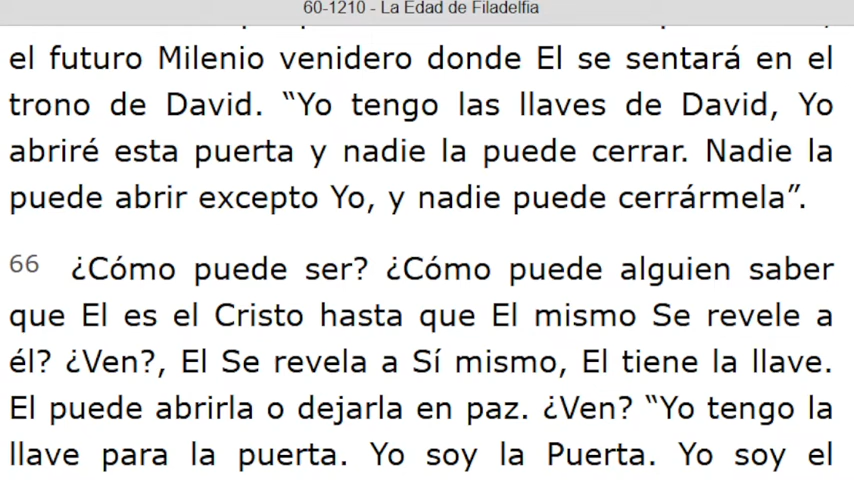 60-1210 - La Edad de Filadelfia
el futuro Milenio venidero donde El se sentará en el
trono de David. “Yo tengo las llaves de David, Yo
abriré esta puerta y nadie la puede cerrar. Nadie la
puede abrir excepto Yo, y nadie puede cerrármela”.
66 ¿Cómo puede ser? ¿Cómo puede alguien saber
que El es el Cristo hasta que El mismo Se revele a
él? ¿Ven?, El Se revela a Sí mismo, El tiene la llave.
El puede abrirla o dejarla en paz. ¿Ven? “Yo tengo la
llave para la puerta. Yo soy la Puerta. Yo soy el